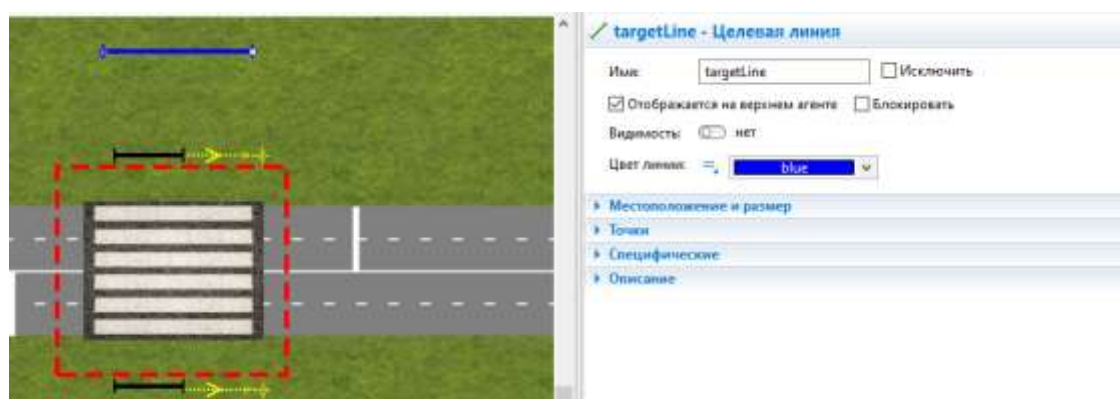 targetLine - Целевая линия
Имя: targetLine Исключить
Отображается на верхнем агенте Блокировать
Видимость: нет
Цвет линии: blue
Местоположение и размер
Точки
Специфические
Описание